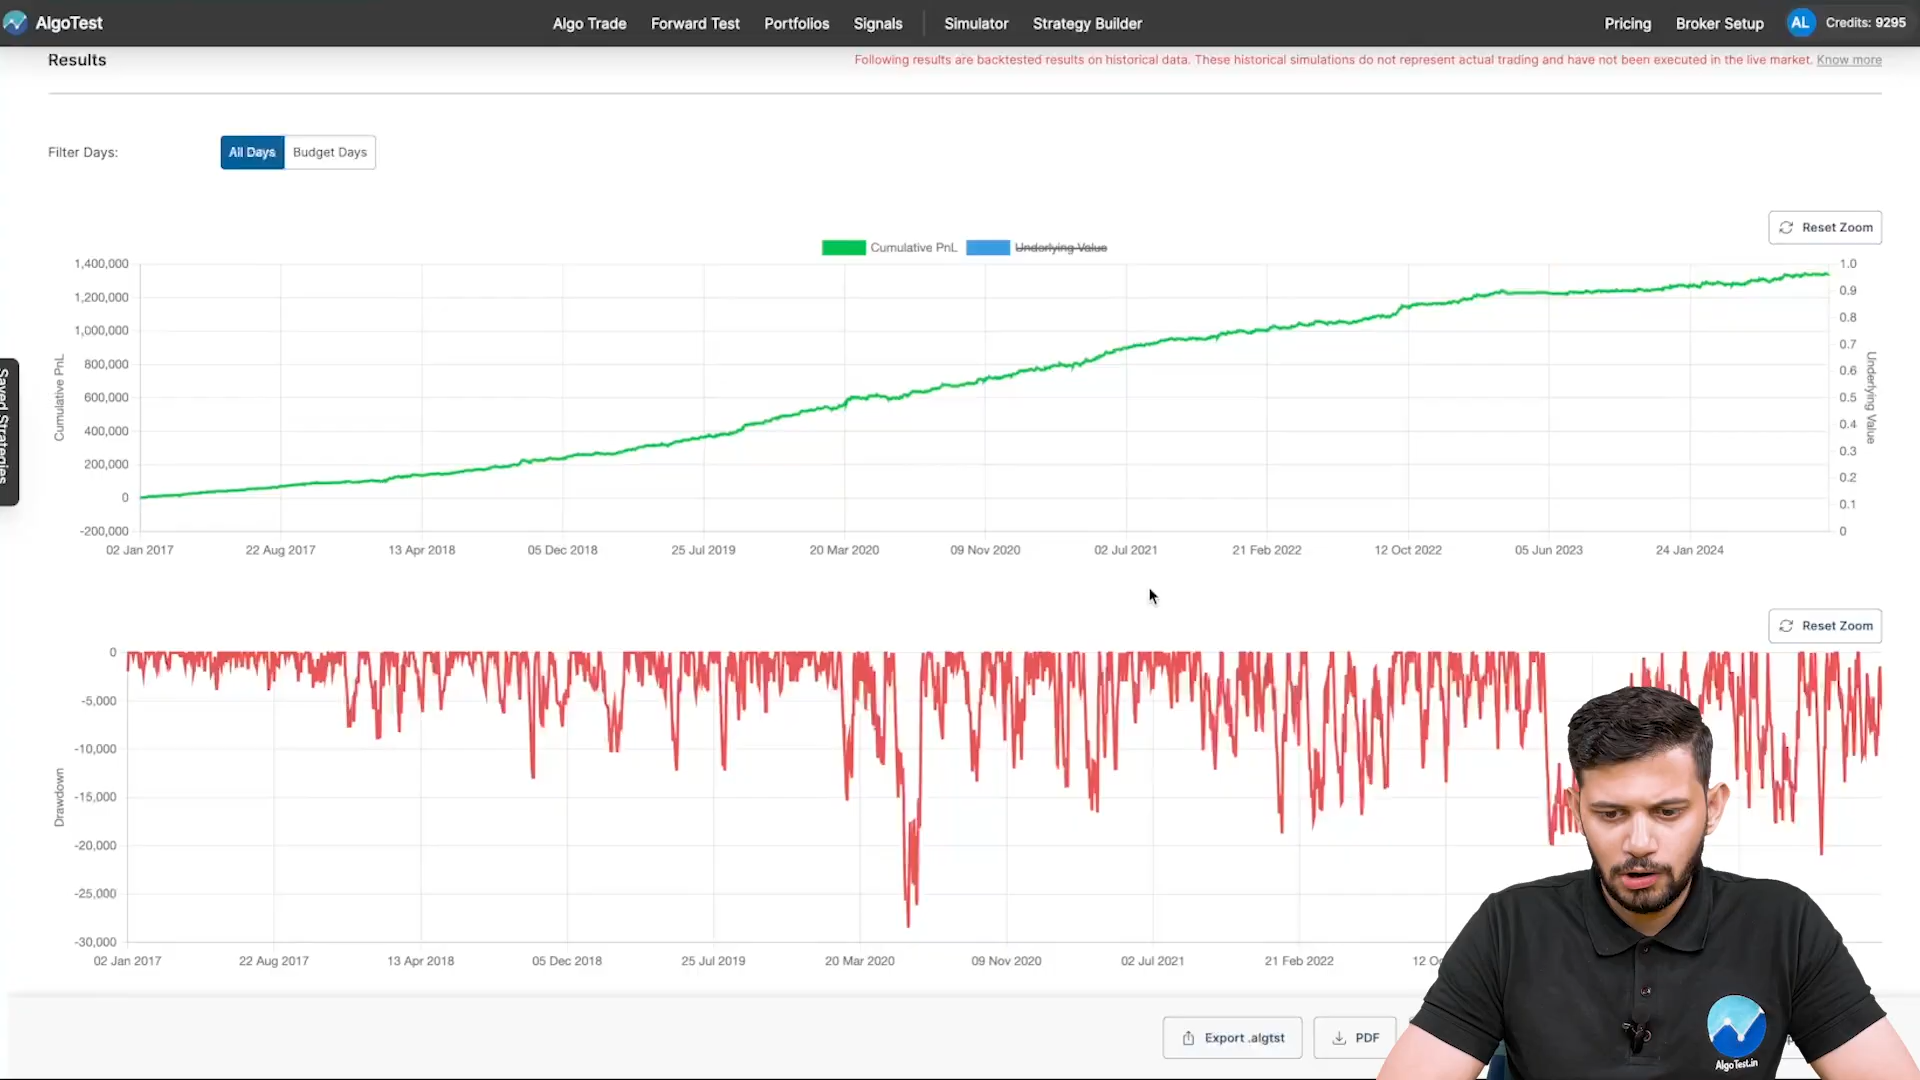 AlgoTest
Algo Trade
Forward Test
Portfolios
Signals
Simulator
Strategy Builder
Pricing
Broker Setup
AL
Credits: 9295
Results
Following results are backtested results on historical data. These historical simulations do not represent actual trading and have not been executed in the live market. Know more
Filter Days:
All Days
Budget Days
Reset Zoom
Cumulative PnL
Underlying Value
1,400,000
1,200,000
1,000,000
800,000
600,000
400,000
200,000
0
-200,000
Cumulative PnL
1.0
0.9
0.8
0.7
0.6
0.5
0.4
0.3
0.2
0.1
0
Underlying Value
Saved Strategies
02 Jan 2017
22 Aug 2017
13 Apr 2018
05 Dec 2018
25 Jul 2019
20 Mar 2020
09 Nov 2020
02 Jul 2021
21 Feb 2022
12 Oct 2022
05 Jun 2023
24 Jan 2024
Reset Zoom
0
-5,000
-10,000
-15,000
-20,000
-25,000
-30,000
Drawdown
02 Jan 2017
22 Aug 2017
13 Apr 2018
05 Dec 2018
25 Jul 2019
20 Mar 2020
09 Nov 2020
02 Jul 2021
21 Feb 2022
Export .algtst
PDF
AlgoTest.in